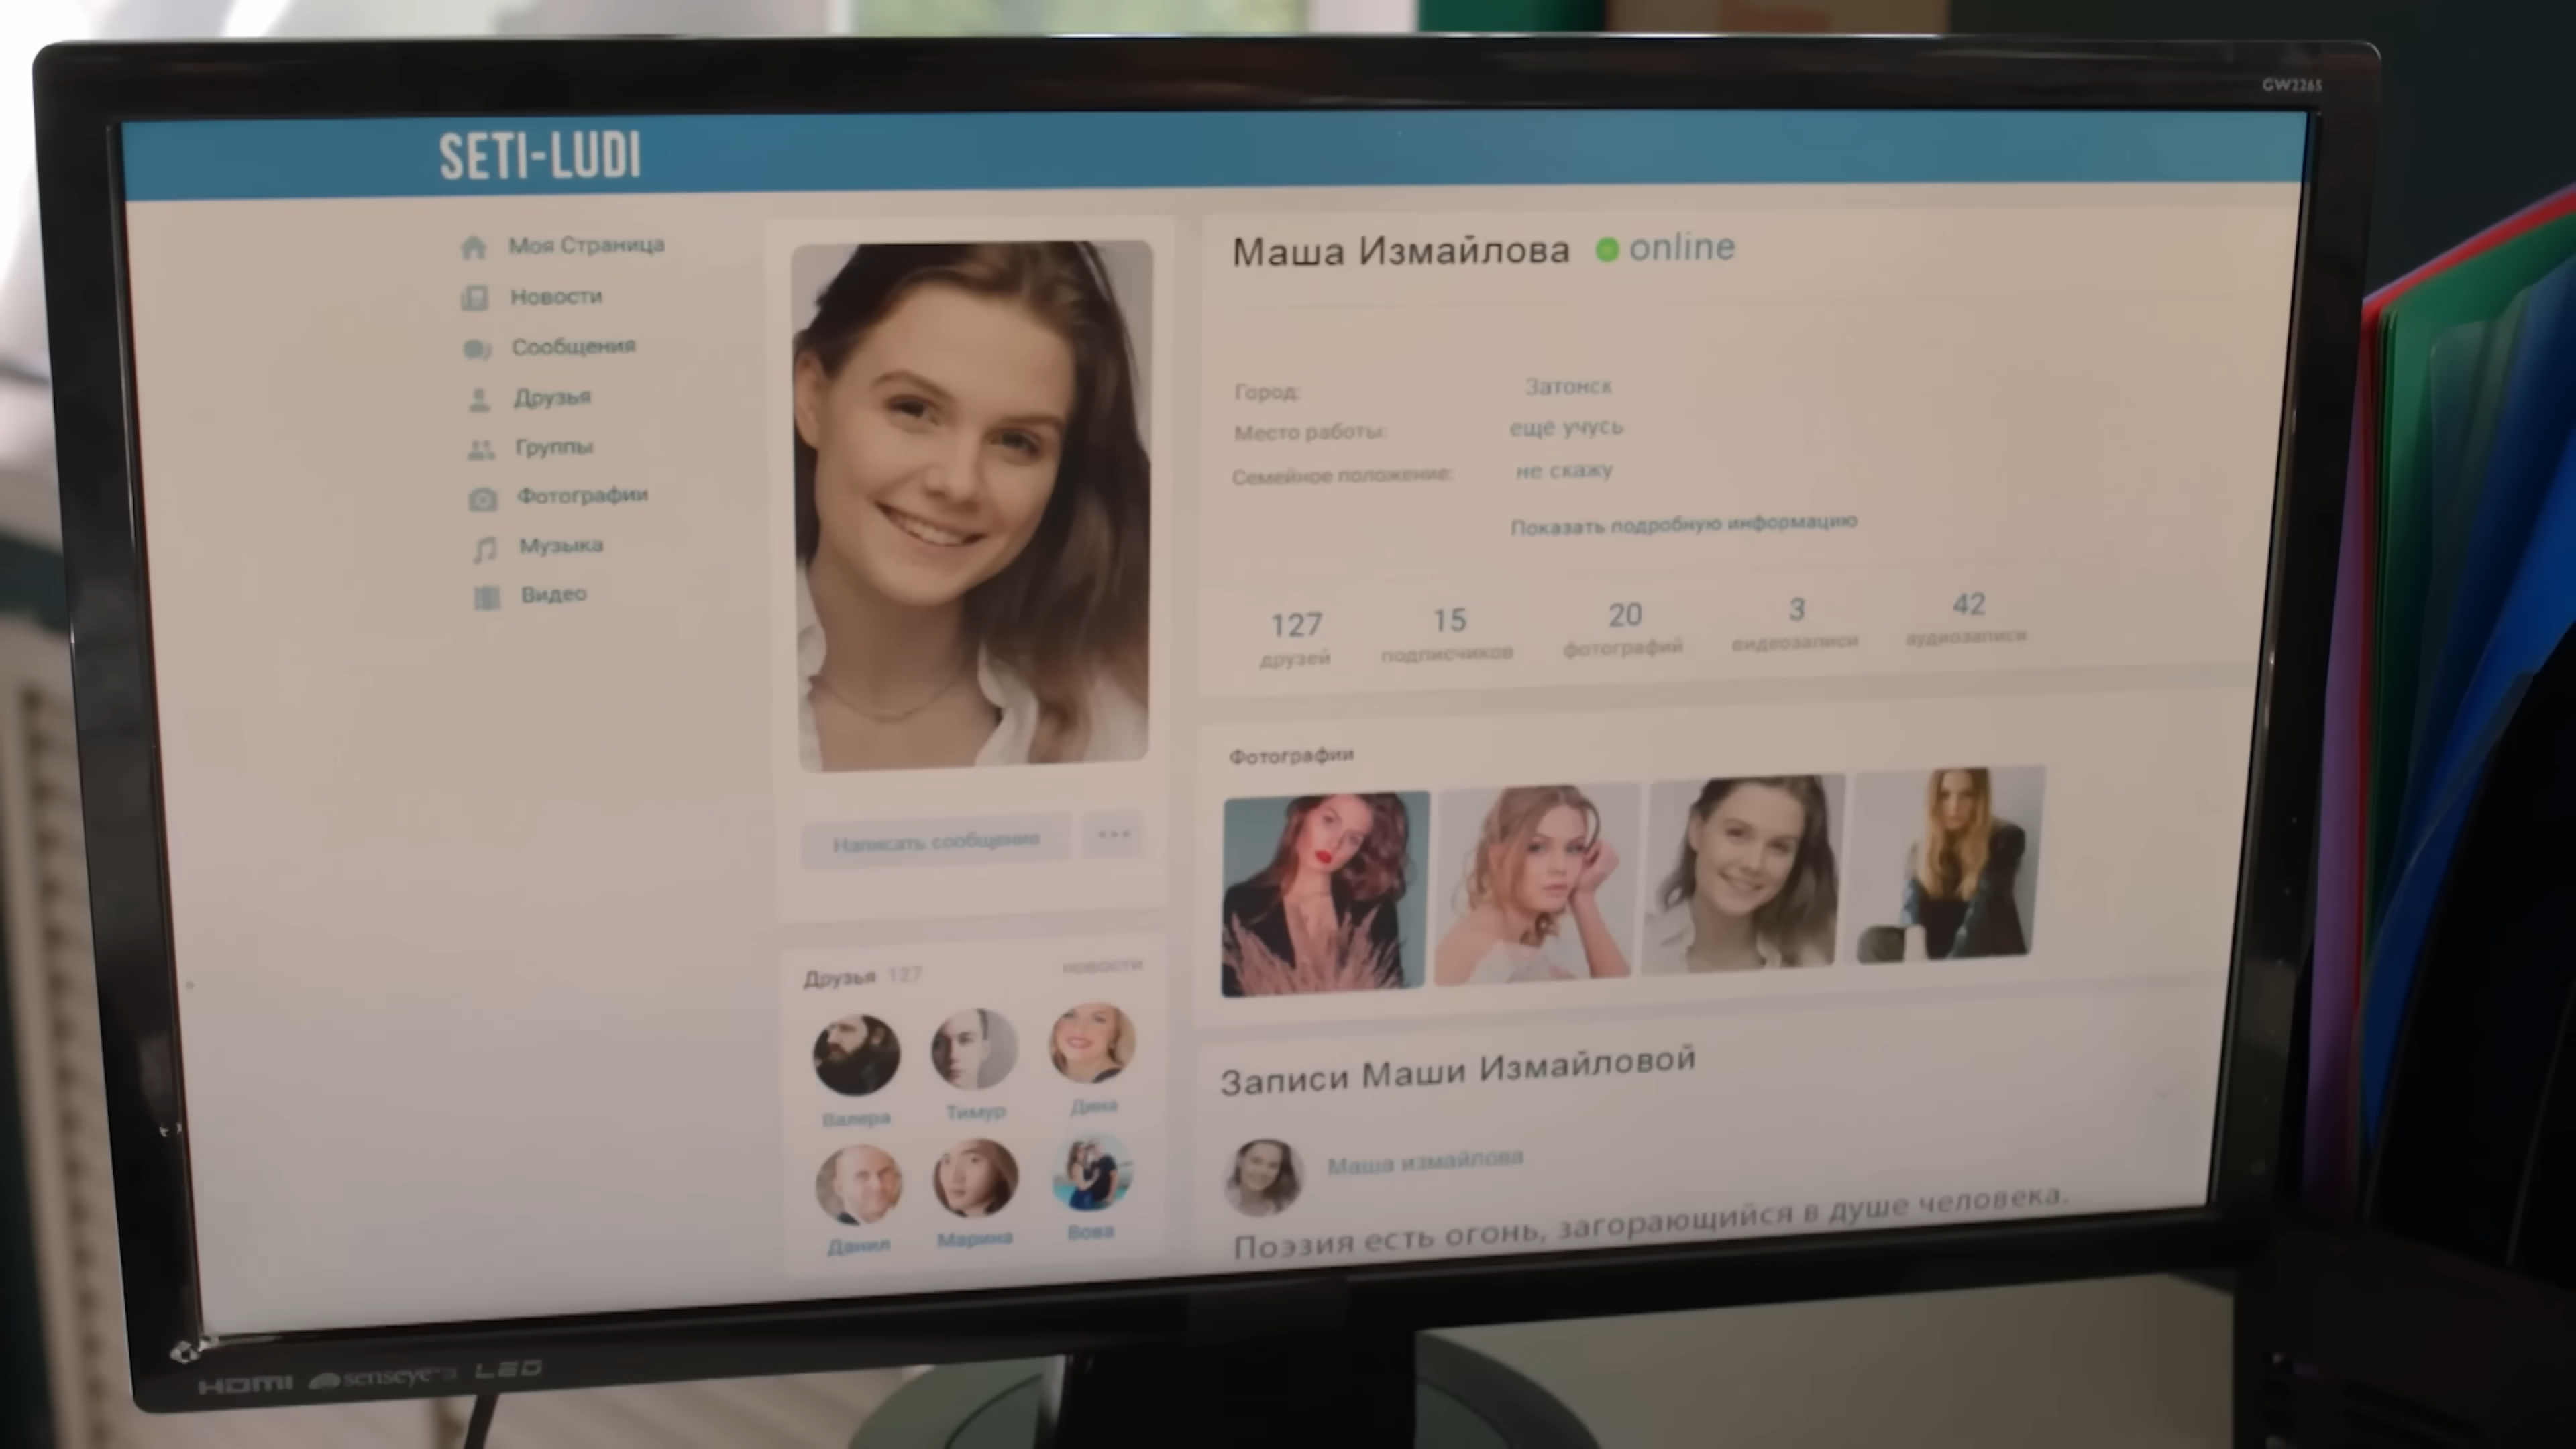 GW2265
SETI-LUDI
Моя Страница
Новости
Сообщения
Друзья
Группы
Фотографии
Музыка
Видео
Написать сообщение
Друзья 127
новости
Валера
Тимур
Дина
Данил
Марина
Вова
Маша Измайлова online
Город: Затонск
Место работы: ещё учусь
Семейное положение: не скажу
Показать подробную информацию
127 15 20 3 42
друзей подписчиков фотографий видеозаписи аудиозаписи
Фотографии
Записи Маши Измайловой
Маша измайлова
Поэзия есть огонь, загорающийся в душе человека.
HDMI senseye 3 LED